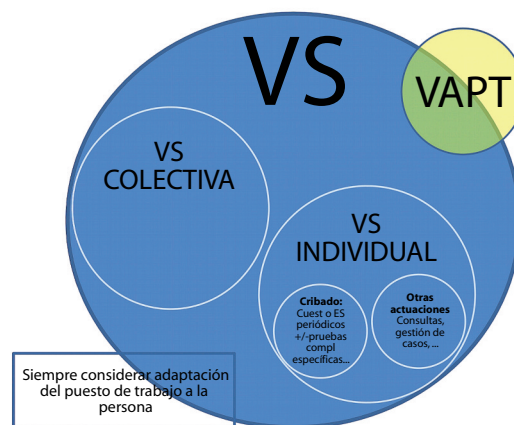 VS
VAPT
VS
COLECTIVA
VS
INDIVIDUAL
Cribado:
Cuest o ES
periódicos
+/-pruebas
compl
específicas...
Otras
actuaciones
Consultas,
gestión de
casos, ...
Siempre considerar adaptación
del puesto de trabajo a la
persona